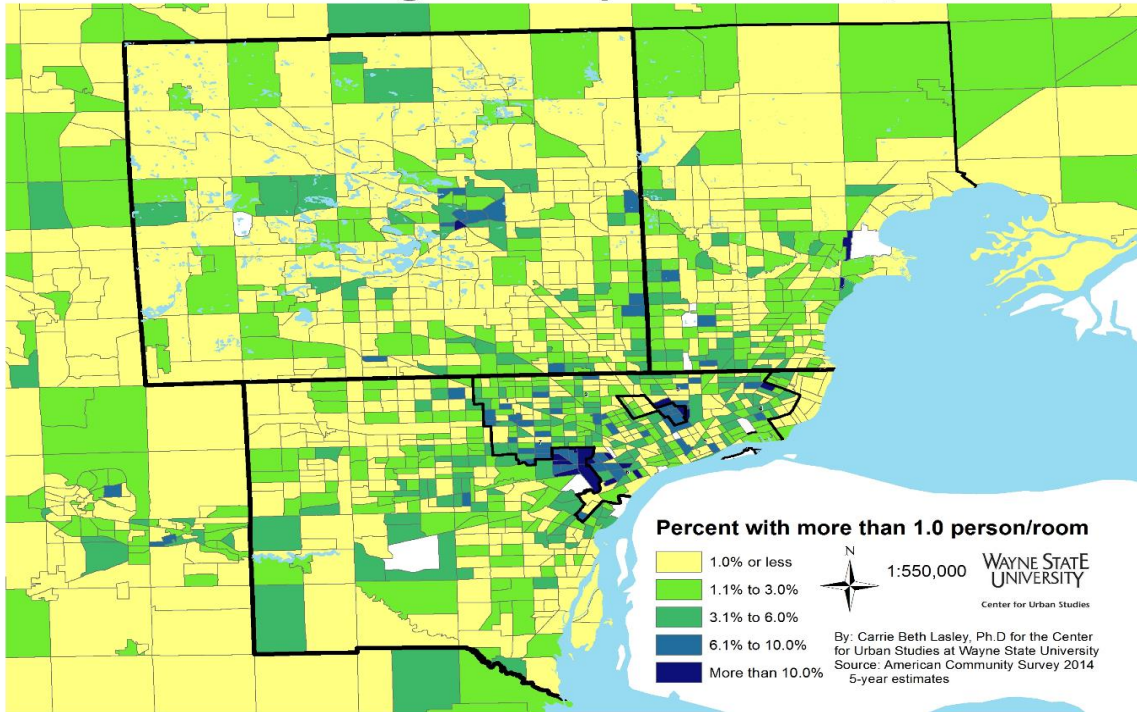 Percent with more than 1.0 person/room
1.0% or less
1.1% to 3.0%
3.1% to 6.0%
6.1% to 10.0%
More than 10.0%
N
1:550,000
WAYNE STATE
UNIVERSITY
Center for Urban Studies
By: Carrie Beth Lasley, Ph.D for the Center
for Urban Studies at Wayne State University
Source: American Community Survey 2014
5-year estimates